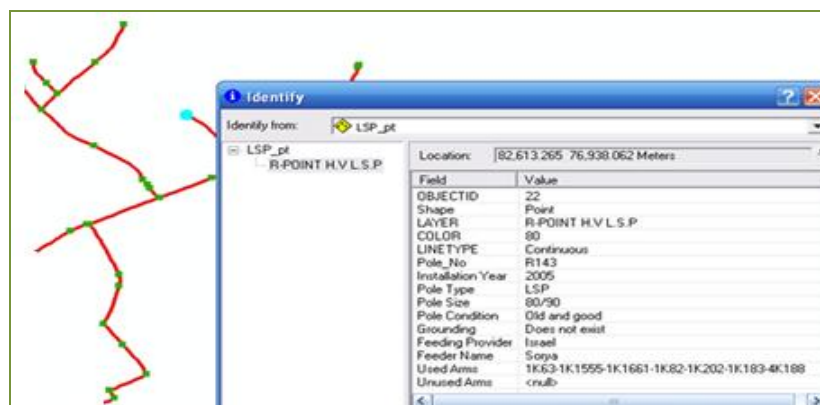 Identify
Identify from: LSP_pt
LSP_pt
R-POINT H.V L.S.P
Location: 82,613.265 76,938.062 Meters
Field Value
OBJECTID 22
Shape Point
LAYER R-POINT H.V L.S.P
COLOR 80
LINETYPE Continuous
Pole_No R143
Installation Year 2005
Pole Type LSP
Pole Size 80/90
Pole Condition Old and good
Grounding Does not exist
Feeding Provider Israel
Feeder Name Sorya
Used Arms 1K63-1K1555-1K1661-1K82-1K202-1K183-4K188
Unused Arms <null>